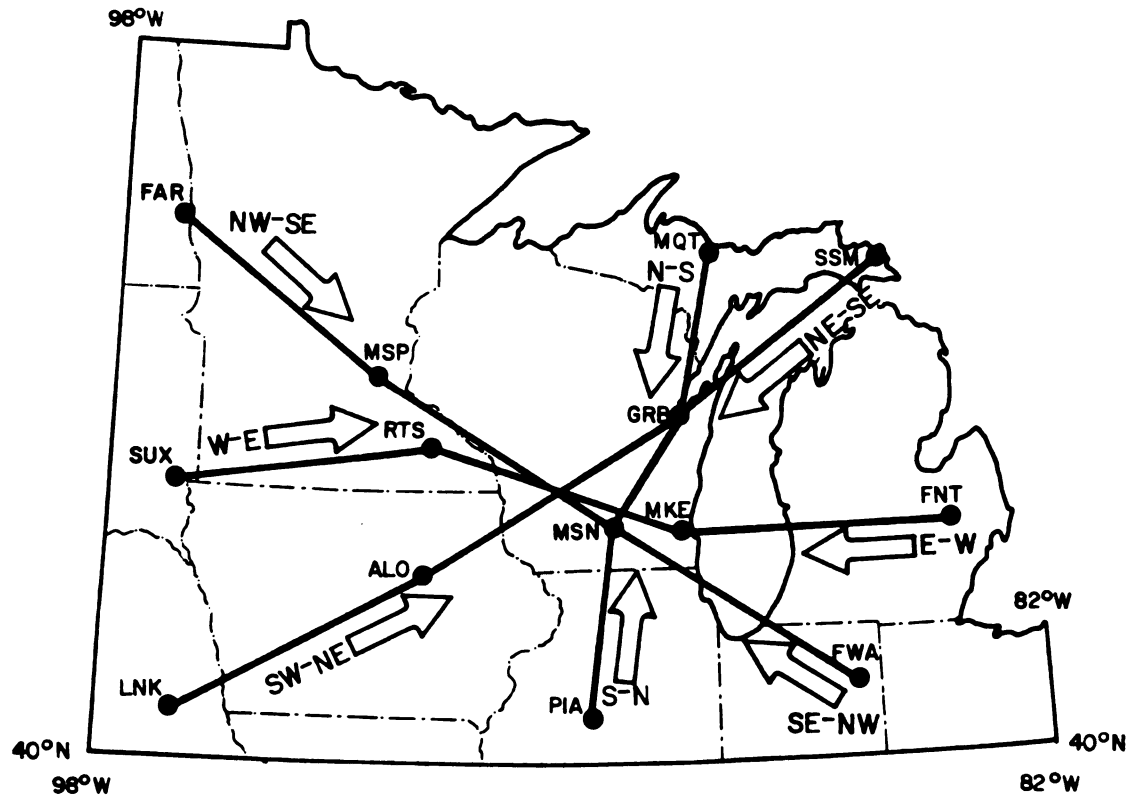 98°W
FAR
NW-SE
MQT
SSM
N-S
NE-SE
MSP
GRB
RTS
W-E
SUX
FNT
MKE
MSN
E-W
ALO
82°W
SW-NE
FWA
LNK
S-N
PIA
SE-NW
40°N
40°N
98°W
82°W